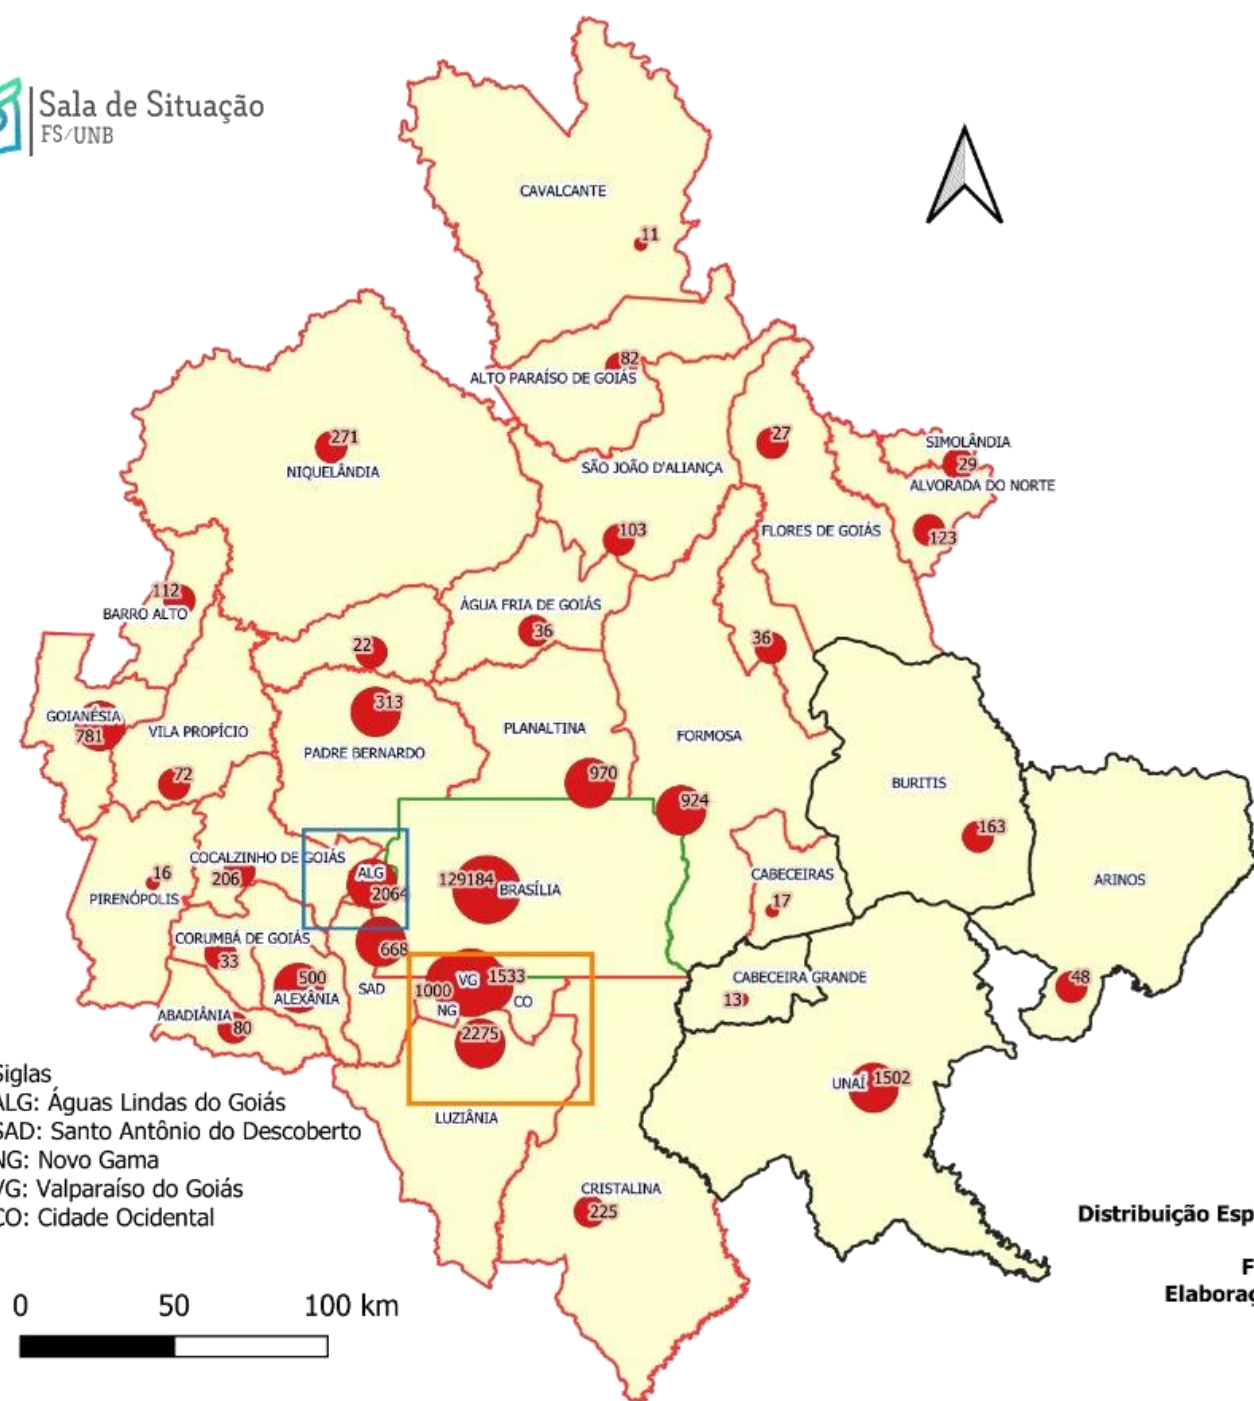 Sala de Situação
FS/UNB
CAVALCANTE
11
82
ALTO PARAÍSO DE GOIÁS
271
NIQUELÂNDIA
27
SIMOLÂNDIA
29
SÃO JOÃO D'ALIANÇA
ALVORADA DO NORTE
103
FLORES DE GOIÁS
123
112
BARRO ALTO
ÁGUA FRIA DE GOIÁS
36
22
36
313
GOIANÉSIA
781
VILA PROPÍCIO
PADRE BERNARDO
PLANALTINA
FORMOSA
72
970
924
BURITIS
163
COCALZINHO DE GOIÁS
206
ALG
2064
129184
BRASÍLIA
16
PIRENÓPOLIS
CABECEIRAS
17
ARINOS
CORUMBÁ DE GOIÁS
33
668
500
ALEXÂNIA
SAD
1000
VG
1533
NG
CO
CABECEIRA GRANDE
13
48
ABADIÂNIA
80
2275
UNAÍ
1502
LUZIÂNIA
CRISTALINA
225
Siglas
ALG: Águas Lindas do Goiás
SAD: Santo Antônio do Descoberto
NG: Novo Gama
VG: Valparaíso do Goiás
CO: Cidade Ocidental
Distribuição Esp
F
Elabora
0 50 100 km